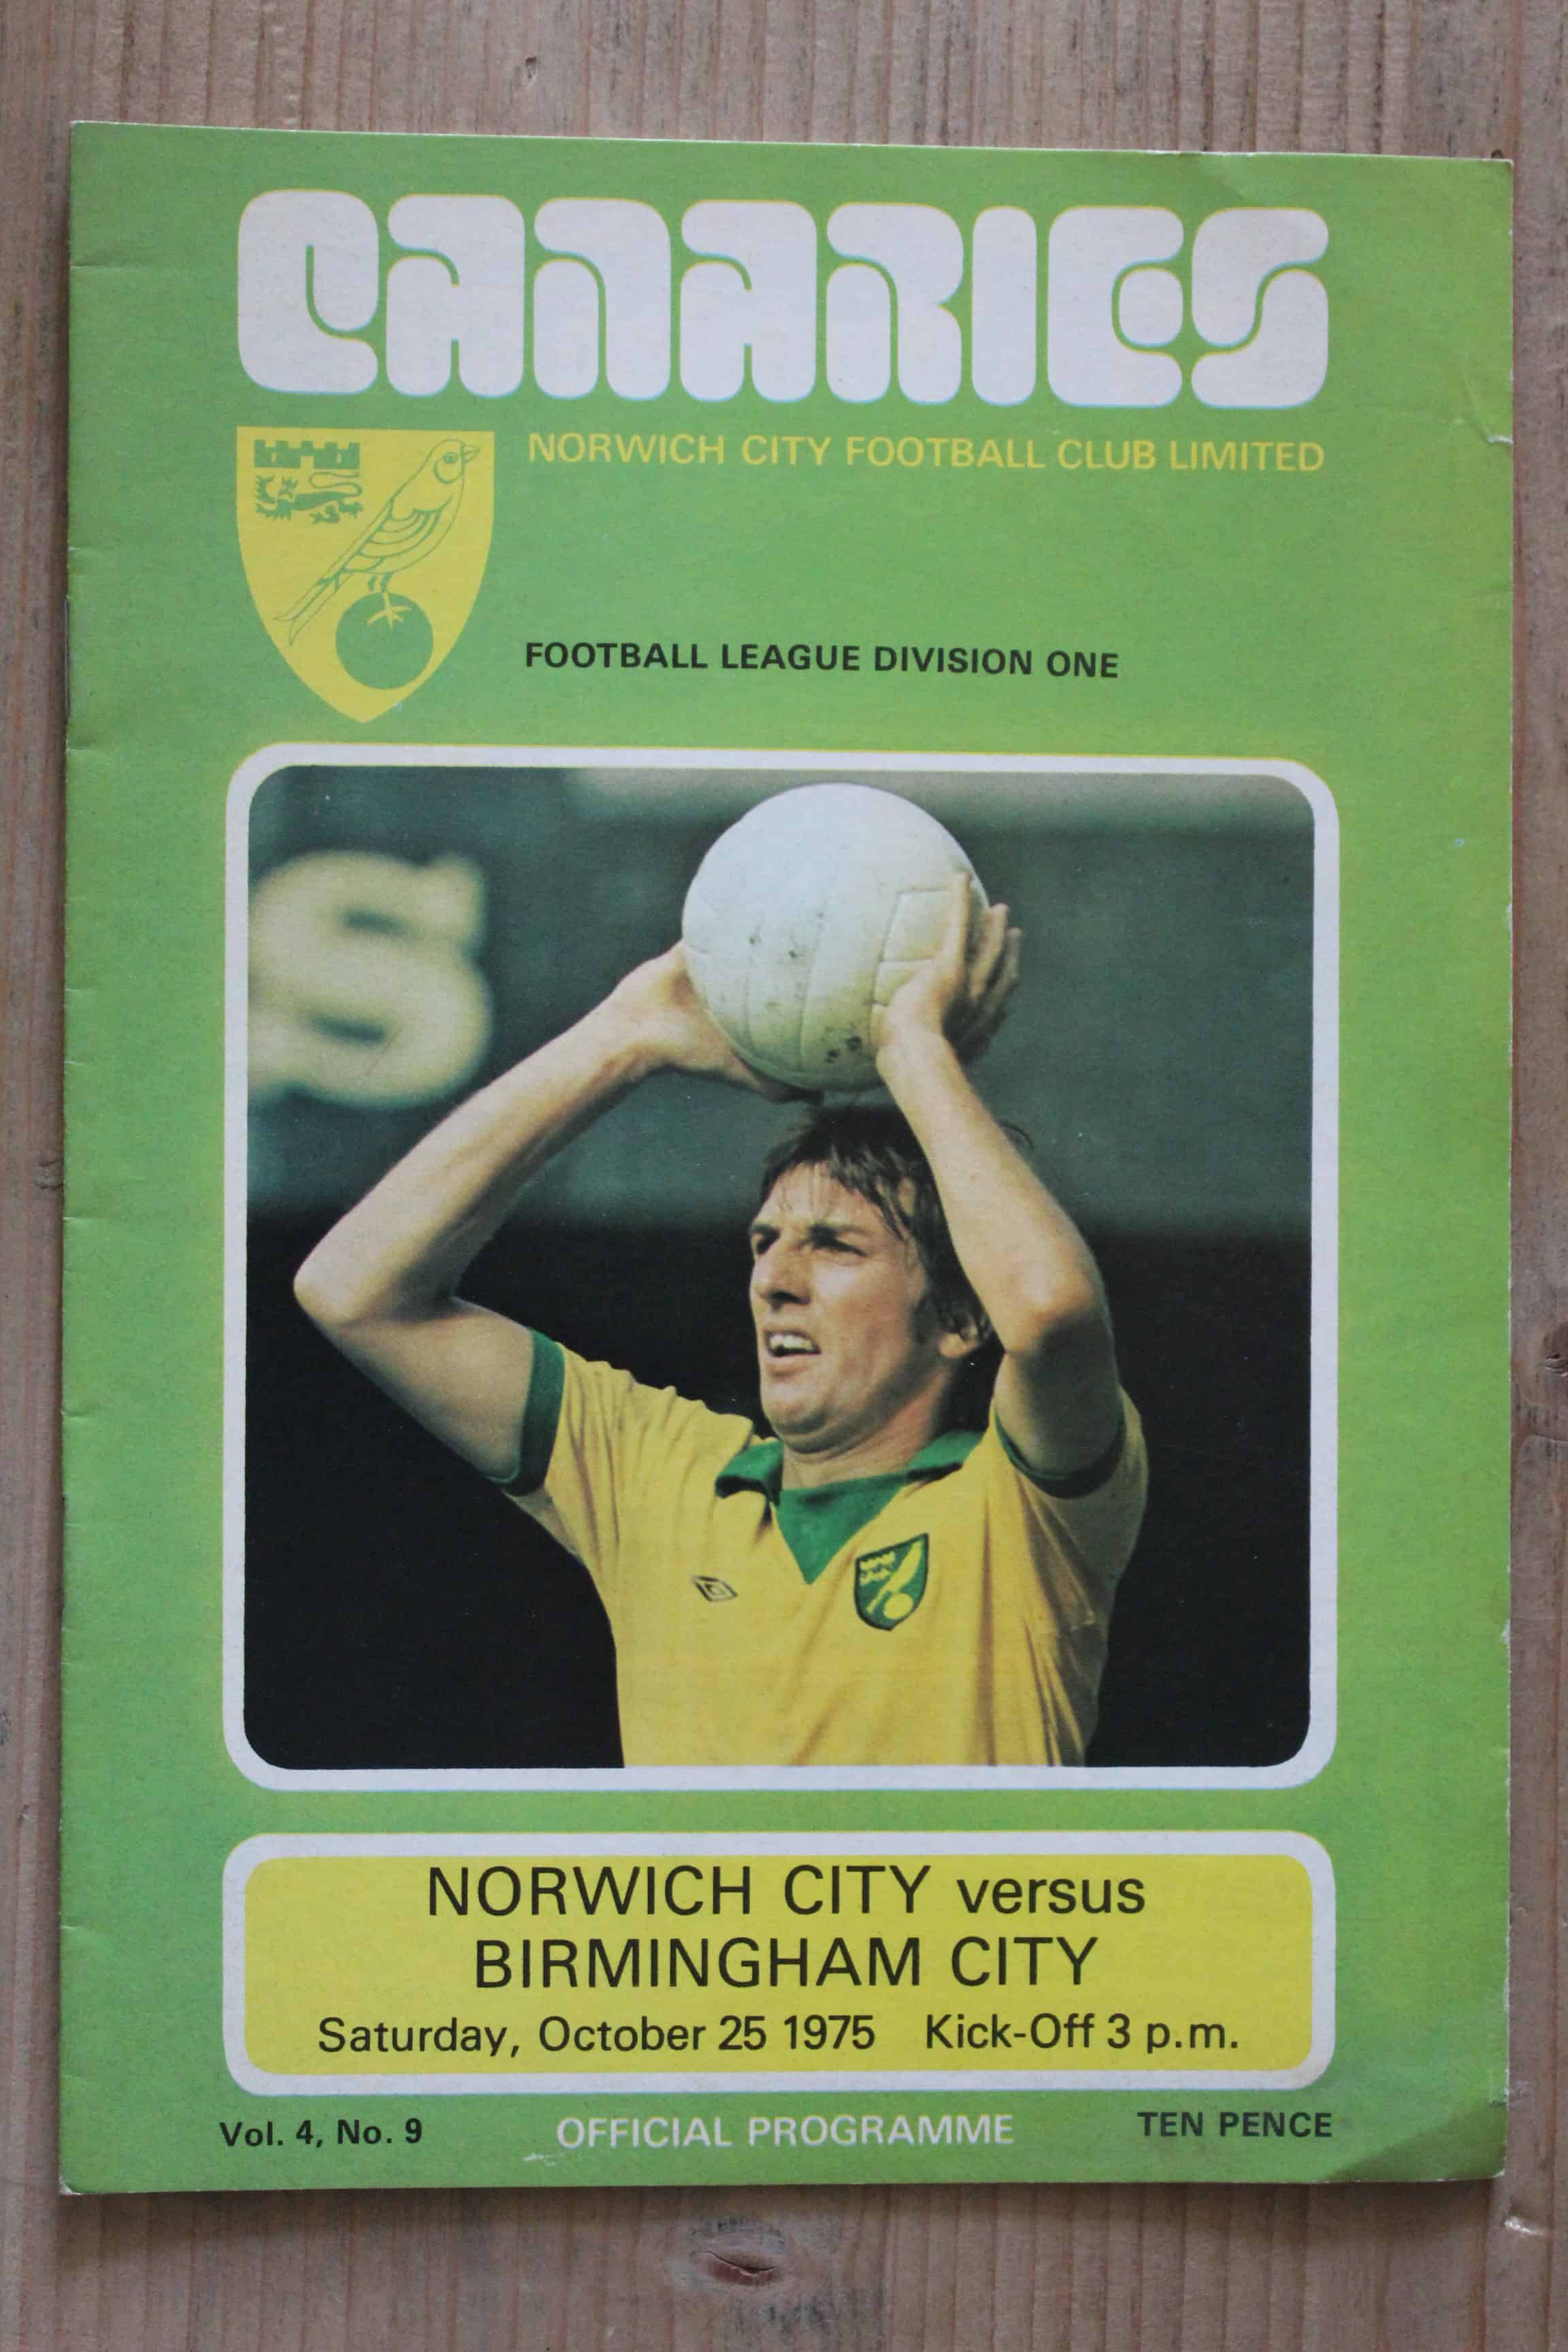 CANARIES
NORWICH CITY FOOTBALL CLUB LIMITED
FOOTBALL LEAGUE DIVISION ONE
S
NORWICH CITY versus
BIRMINGHAM CITY
Saturday, October 25 1975 Kick-Off 3 p.m.
Vol. 4, No. 9 OFFICIAL PROGRAMME TEN PENCE